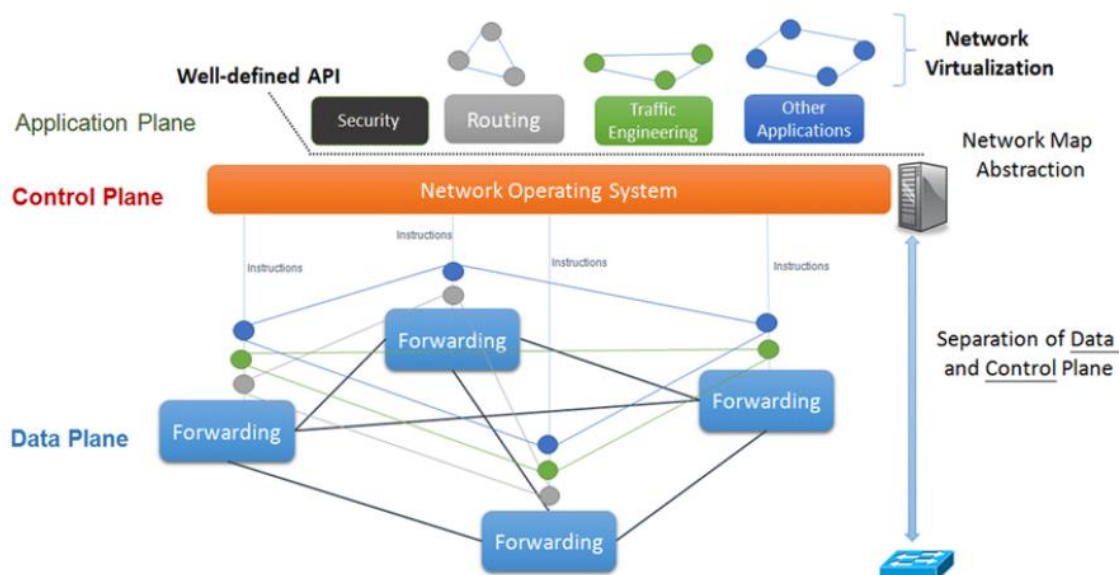 Network
Virtualization
Well-defined API
Application Plane
Security
Routing
Traffic
Engineering
Other
Applications
Network Map
Abstraction
Control Plane
Network Operating System
Instructions
Instructions
Instructions
Instructions
Forwarding
Separation of Data
and Control Plane
Forwarding
Forwarding
Data Plane
Forwarding